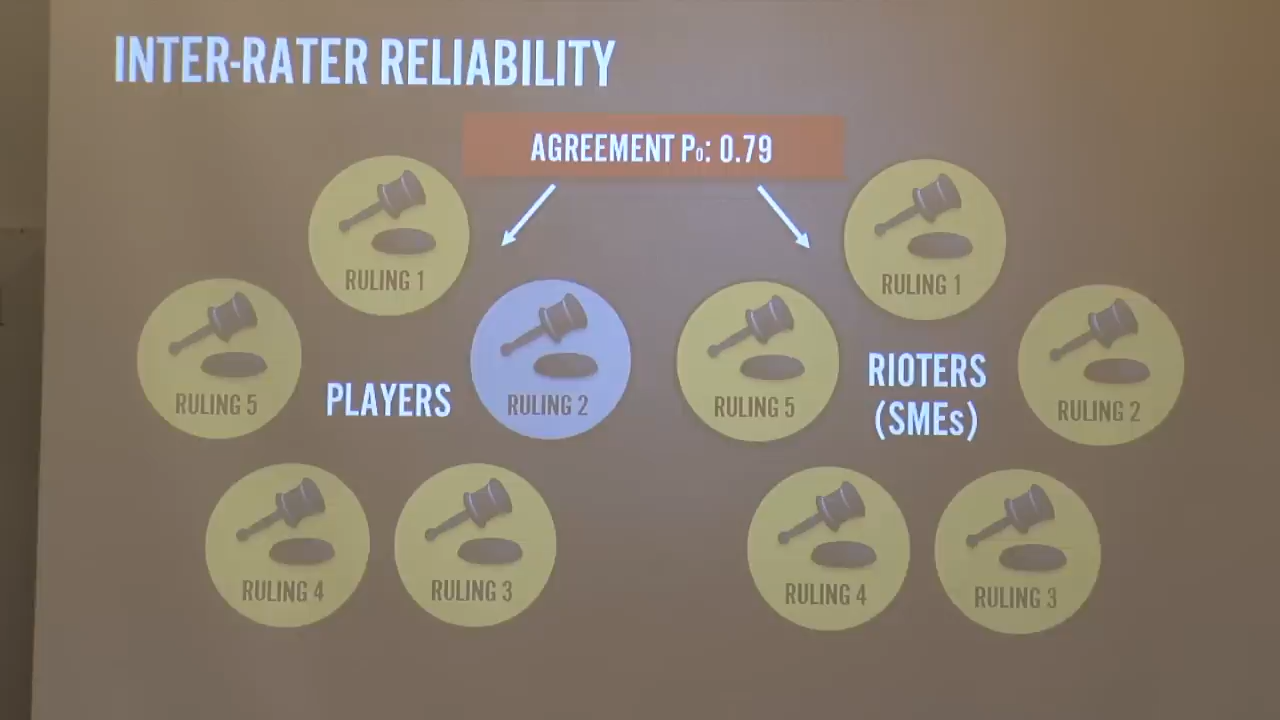 INTER-RATER RELIABILITY
AGREEMENT P₀: 0.79
RULING 1
RULING 5
PLAYERS
RULING 2
RULING 4
RULING 3
RULING 1
RULING 5
RIOTERS
(SMEs)
RULING 2
RULING 4
RULING 3